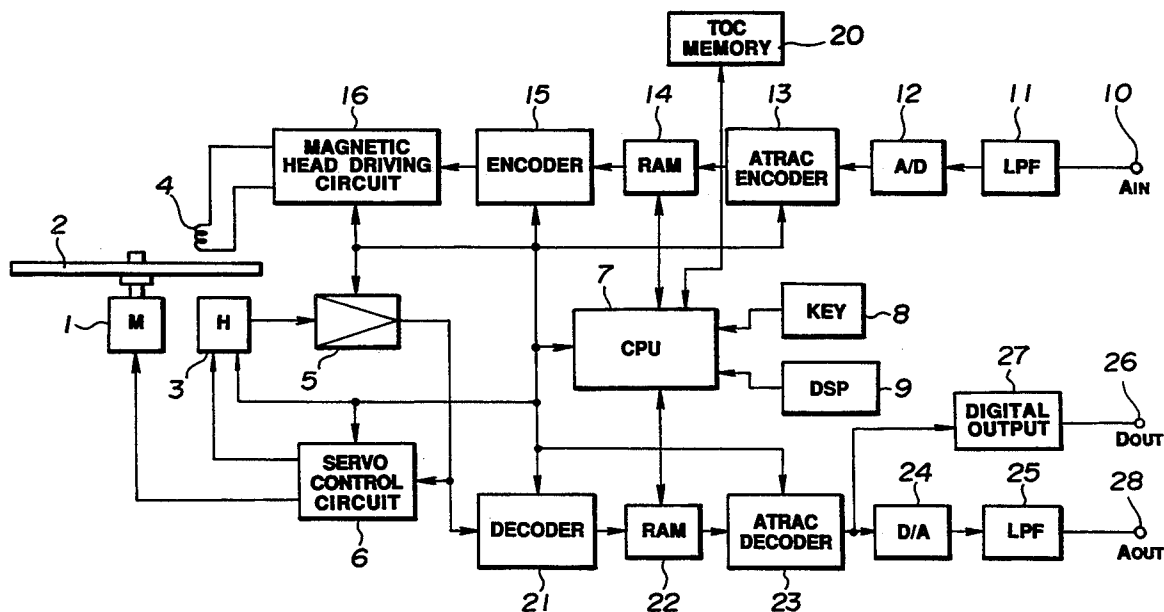 TOC
MEMORY
20
16
15
14
13
12
11
10
MAGNETIC
HEAD DRIVING
CIRCUIT
ENCODER
RAM
ATRAC
ENCODER
A/D
LPF
AIN
4
2
7
1
M
3
H
5
CPU
KEY
8
DSP
9
27
26
DIGITAL
OUTPUT
DOUT
SERVO
CONTROL
CIRCUIT
6
24
25
28
DECODER
RAM
ATRAC
DECODER
D/A
LPF
AOUT
21
22
23